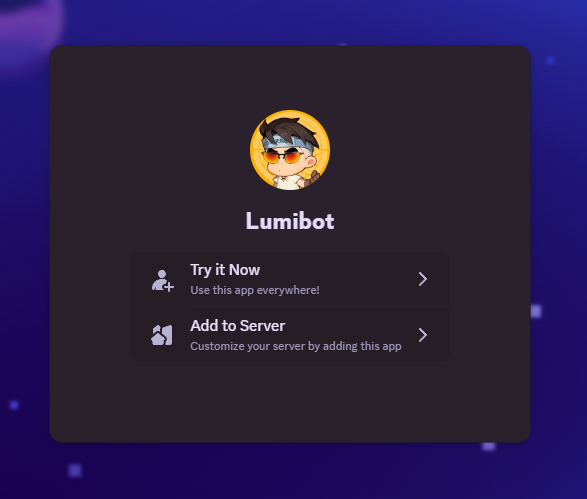 Lumibot
Try it Now
Use this app everywhere!
Add to Server
Customize your server by adding this app